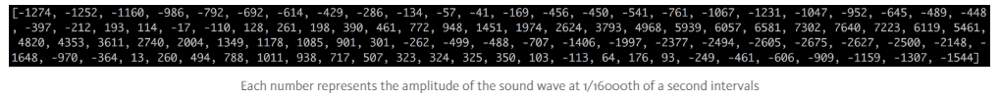 [-1274, -1252, -1160, -986, -792, -692, -614, -429, -286, -134, -57, -41, -169, -456, -450, -541, -761, -1067, -1231, -1047, -952, -645, -489, -448
, -397, -212, 193, 114, -17, -110, 128, 261, 198, 390, 461, 772, 948, 1451, 1974, 2624, 3793, 4968, 5939, 6057, 6581, 7302, 7640, 7223, 6119, 5461,
4820, 4353, 3611, 2740, 2004, 1349, 1178, 1085, 901, 301, -262, -499, -488, -707, -1406, -1997, -2377, -2494, -2605, -2675, -2627, -2500, -2148, -
1648, -970, -364, 13, 260, 494, 788, 1011, 938, 717, 507, 323, 324, 325, 350, 103, -113, 64, 176, 93, -249, -461, -606, -909, -1159, -1307, -1544]
Each number represents the amplitude of the sound wave at 1/16000th of a second intervals